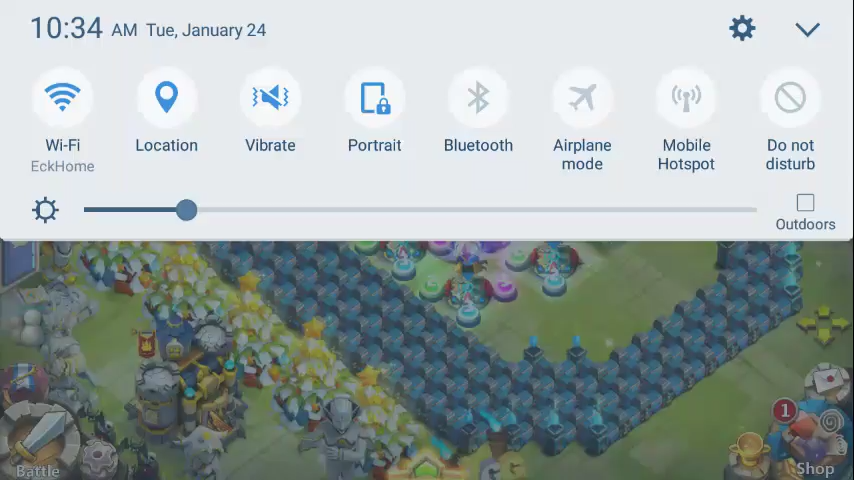 10:34 AM Tue, January 24
Wi-Fi
EckHome
Location
Vibrate
Portrait
Bluetooth
Airplane
mode
Mobile
Hotspot
Do not
disturb
Outdoors
1
Battle
Shop